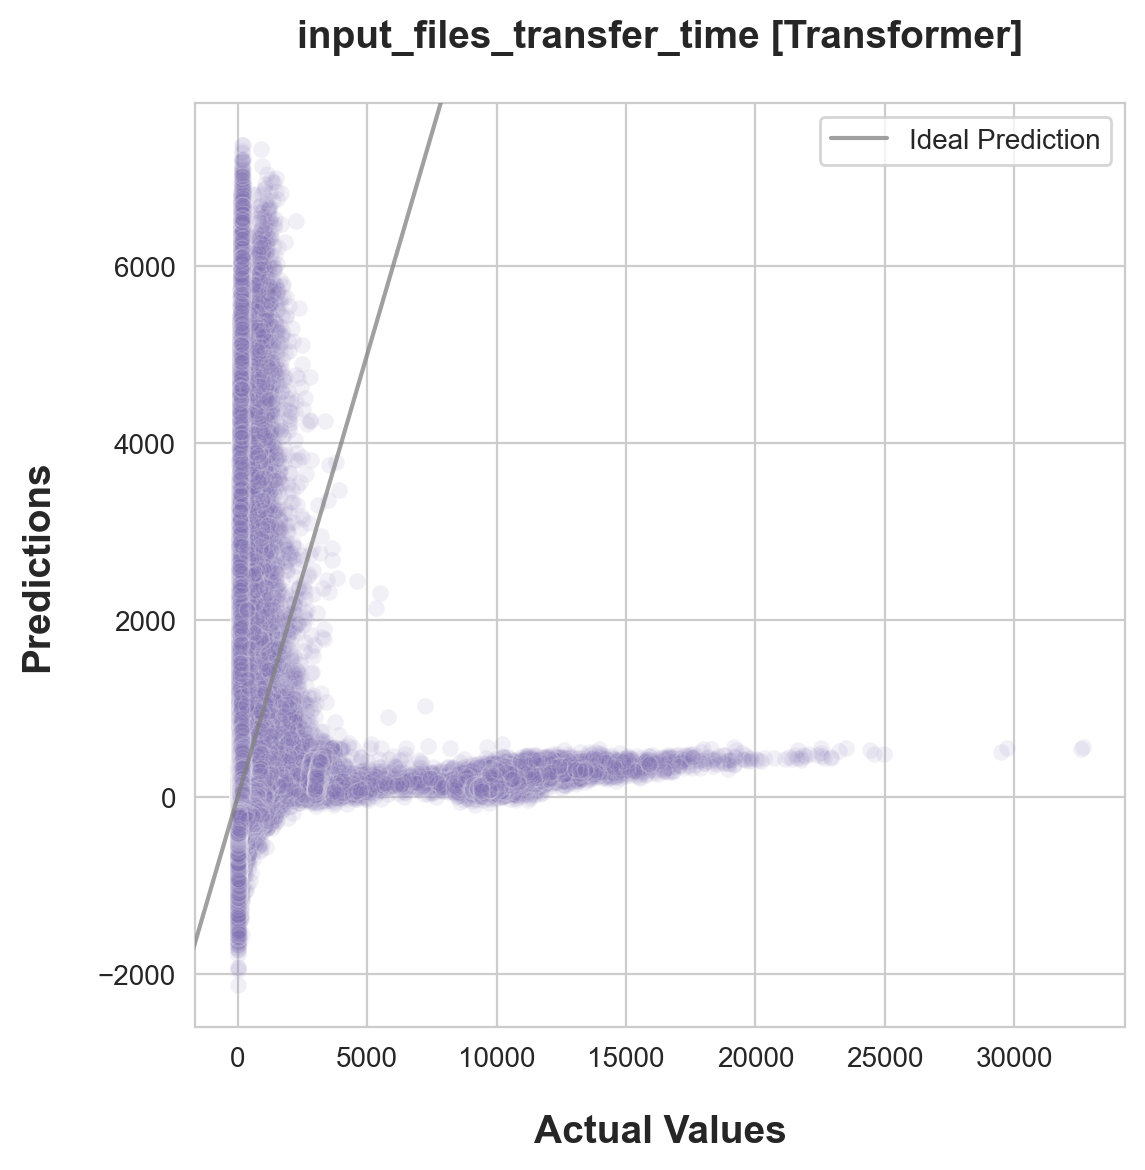 input_files_transfer_time [Transformer]
Ideal Prediction
6000
4000
2000
0
−2000
Predictions
0 5000 10000 15000 20000 25000 30000
Actual Values